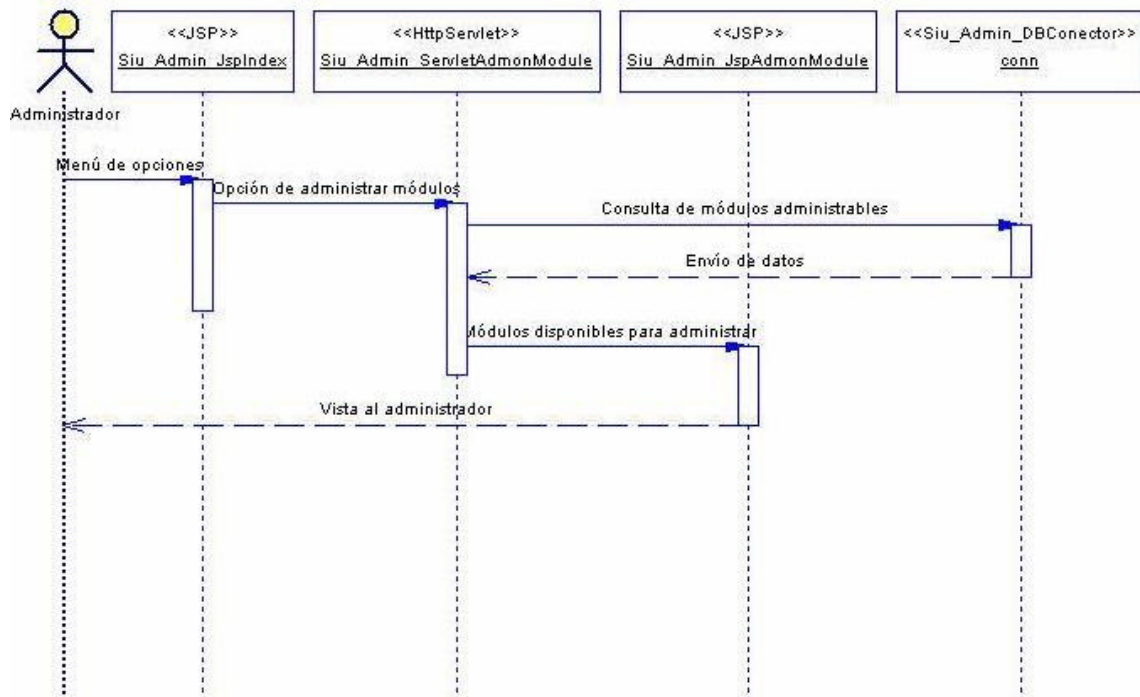 <<JSP>>
Siu_Admin_JspIndex
<<HttpServlet>>
Siu_Admin_ServletAdmonModule
<<JSP>>
Siu_Admin_JspAdmonModule
<<Siu_Admin_DBConector>>
conn
Administrador
Menú de opciones
Opción de administrar módulos
Consulta de módulos administrables
Envío de datos
Módulos disponibles para administrar
Vista al administrador